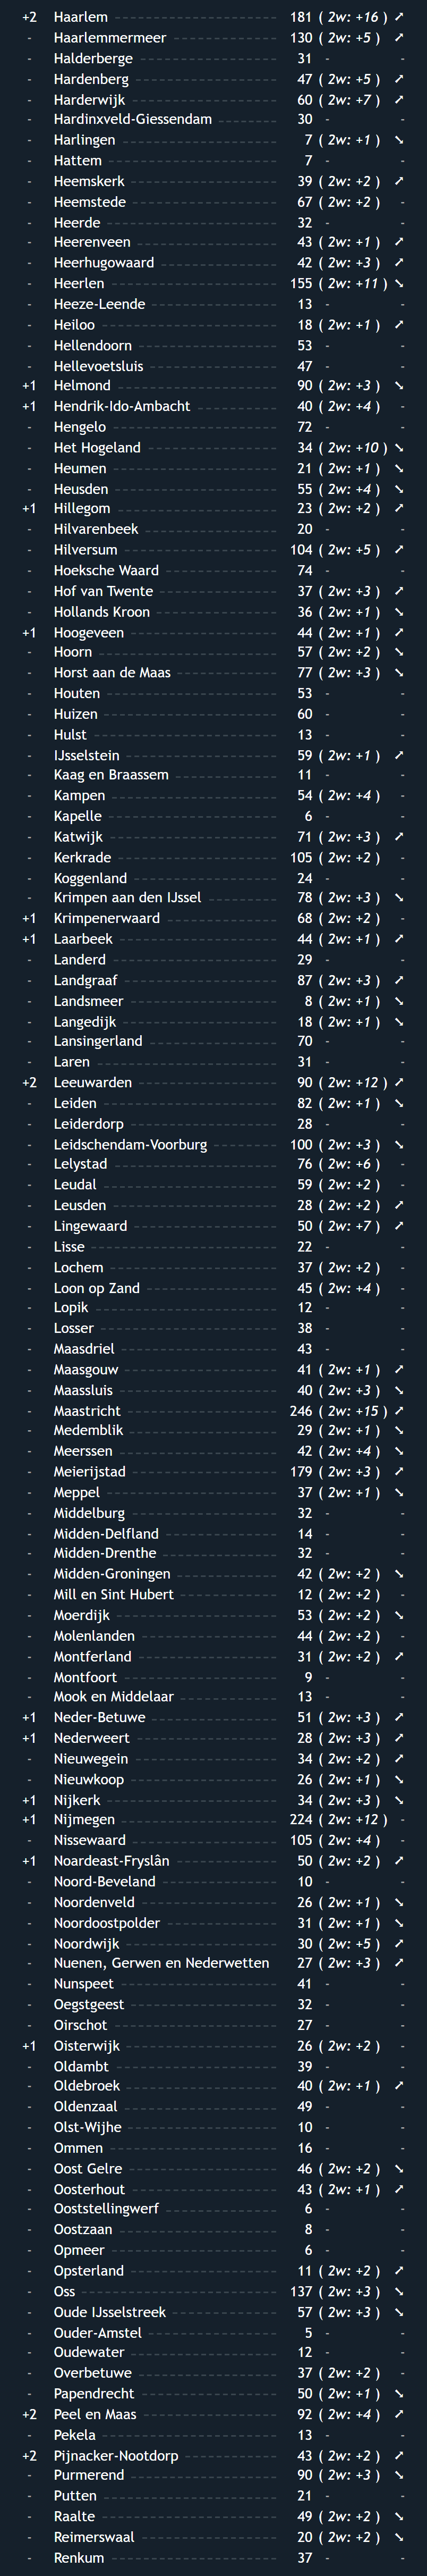 +2 Haarlem 181 ( 2w: +16 ) ➚
- Haarlemmermeer 130 ( 2w: +5 ) ➚
- Halderberge 31 - -
- Hardenberg 47 ( 2w: +5 ) ➚
- Harderwijk 60 ( 2w: +7 ) ➚
- Hardinxveld-Giessendam 30 - -
- Harlingen 7 ( 2w: +1 ) ➘
- Hattem 7 - -
- Heemskerk 39 ( 2w: +2 ) ➚
- Heemstede 67 ( 2w: +2 ) -
- Heerde 32 - -
- Heerenveen 43 ( 2w: +1 ) ➚
- Heerhugowaard 42 ( 2w: +3 ) ➚
- Heerlen 155 ( 2w: +11 ) ➘
- Heeze-Leende 13 - -
- Heiloo 18 ( 2w: +1 ) ➚
- Hellendoorn 53 - -
- Hellevoetsluis 47 - -
+1 Helmond 90 ( 2w: +3 ) ➘
+1 Hendrik-Ido-Ambacht 40 ( 2w: +4 ) -
- Hengelo 72 - -
- Het Hogeland 34 ( 2w: +10 ) ➘
- Heumen 21 ( 2w: +1 ) ➘
- Heusden 55 ( 2w: +4 ) ➘
+1 Hillegom 23 ( 2w: +2 ) ➚
- Hilvarenbeek 20 - -
- Hilversum 104 ( 2w: +5 ) ➚
- Hoeksche Waard 74 - -
- Hof van Twente 37 ( 2w: +3 ) ➚
- Hollands Kroon 36 ( 2w: +1 ) ➘
+1 Hoogeveen 44 ( 2w: +1 ) ➚
- Hoorn 57 ( 2w: +2 ) ➘
- Horst aan de Maas 77 ( 2w: +3 ) ➘
- Houten 53 - -
- Huizen 60 - -
- Hulst 13 - -
- IJsselstein 59 ( 2w: +1 ) ➚
- Kaag en Braassem 11 - -
- Kampen 54 ( 2w: +4 ) -
- Kapelle 6 - -
- Katwijk 71 ( 2w: +3 ) ➚
- Kerkrade 105 ( 2w: +2 ) -
- Koggenland 24 - -
- Krimpen aan den IJssel 78 ( 2w: +3 ) ➘
+1 Krimpenerwaard 68 ( 2w: +2 ) -
+1 Laarbeek 44 ( 2w: +1 ) ➚
- Landerd 29 - -
- Landgraaf 87 ( 2w: +3 ) ➚
- Landsmeer 8 ( 2w: +1 ) ➘
- Langedijk 18 ( 2w: +1 ) ➘
- Lansingerland 70 - -
- Laren 31 - -
+2 Leeuwarden 90 ( 2w: +12 ) ➚
- Leiden 82 ( 2w: +1 ) ➘
- Leiderdorp 28 - -
- Leidschendam-Voorburg 100 ( 2w: +3 ) ➘
- Lelystad 76 ( 2w: +6 ) -
- Leudal 59 ( 2w: +2 ) -
- Leusden 28 ( 2w: +2 ) ➚
- Lingewaard 50 ( 2w: +7 ) ➚
- Lisse 22 - -
- Lochem 37 ( 2w: +2 ) -
- Loon op Zand 45 ( 2w: +4 ) -
- Lopik 12 - -
- Losser 38 - -
- Maasdriel 43 - -
- Maasgouw 41 ( 2w: +1 ) ➚
- Maassluis 40 ( 2w: +3 ) ➘
- Maastricht 246 ( 2w: +15 ) ➚
- Medemblik 29 ( 2w: +1 ) ➘
- Meerssen 42 ( 2w: +4 ) ➘
- Meierijstad 179 ( 2w: +3 ) ➚
- Meppel 37 ( 2w: +1 ) ➘
- Middelburg 32 - -
- Midden-Delfland 14 - -
- Midden-Drenthe 32 - -
- Midden-Groningen 42 ( 2w: +2 ) ➘
- Mill en Sint Hubert 12 ( 2w: +2 ) -
- Moerdijk 53 ( 2w: +2 ) ➘
- Molenlanden 44 ( 2w: +2 ) -
- Montferland 31 ( 2w: +2 ) ➚
- Montfoort 9 - -
- Mook en Middelaar 13 - -
+1 Neder-Betuwe 51 ( 2w: +3 ) ➚
+1 Nederweert 28 ( 2w: +3 ) ➚
- Nieuwegein 34 ( 2w: +2 ) ➚
- Nieuwkoop 26 ( 2w: +1 ) ➘
+1 Nijkerk 34 ( 2w: +3 ) ➘
+1 Nijmegen 224 ( 2w: +12 ) -
- Nissewaard 105 ( 2w: +4 ) -
+1 Noardeast-Fryslân 50 ( 2w: +2 ) ➚
- Noord-Beveland 10 - -
- Noordenveld 26 ( 2w: +1 ) ➘
- Noordoostpolder 31 ( 2w: +1 ) ➘
- Noordwijk 30 ( 2w: +5 ) ➚
- Nuenen, Gerwen en Nederwetten 27 ( 2w: +3 ) ➚
- Nunspeet 41 - -
- Oegstgeest 32 - -
- Oirschot 27 - -
+1 Oisterwijk 26 ( 2w: +2 ) -
- Oldambt 39 - -
- Oldebroek 40 ( 2w: +1 ) ➚
- Oldenzaal 49 - -
- Olst-Wijhe 10 - -
- Ommen 16 - -
- Oost Gelre 46 ( 2w: +2 ) ➘
- Oosterhout 43 ( 2w: +1 ) ➚
- Ooststellingwerf 6 - -
- Oostzaan 8 - -
- Opmeer 6 - -
- Opsterland 11 ( 2w: +2 ) ➚
- Oss 137 ( 2w: +3 ) ➘
- Oude IJsselstreek 57 ( 2w: +3 ) ➘
- Ouder-Amstel 5 - -
- Oudewater 12 - -
- Overbetuwe 37 ( 2w: +2 ) -
- Papendrecht 50 ( 2w: +1 ) ➘
+2 Peel en Maas 92 ( 2w: +4 ) ➚
- Pekela 13 - -
+2 Pijnacker-Nootdorp 43 ( 2w: +2 ) ➚
- Purmerend 90 ( 2w: +3 ) ➘
- Putten 21 - -
- Raalte 49 ( 2w: +2 ) ➘
- Reimerswaal 20 ( 2w: +2 ) ➘
- Renkum 37 - -